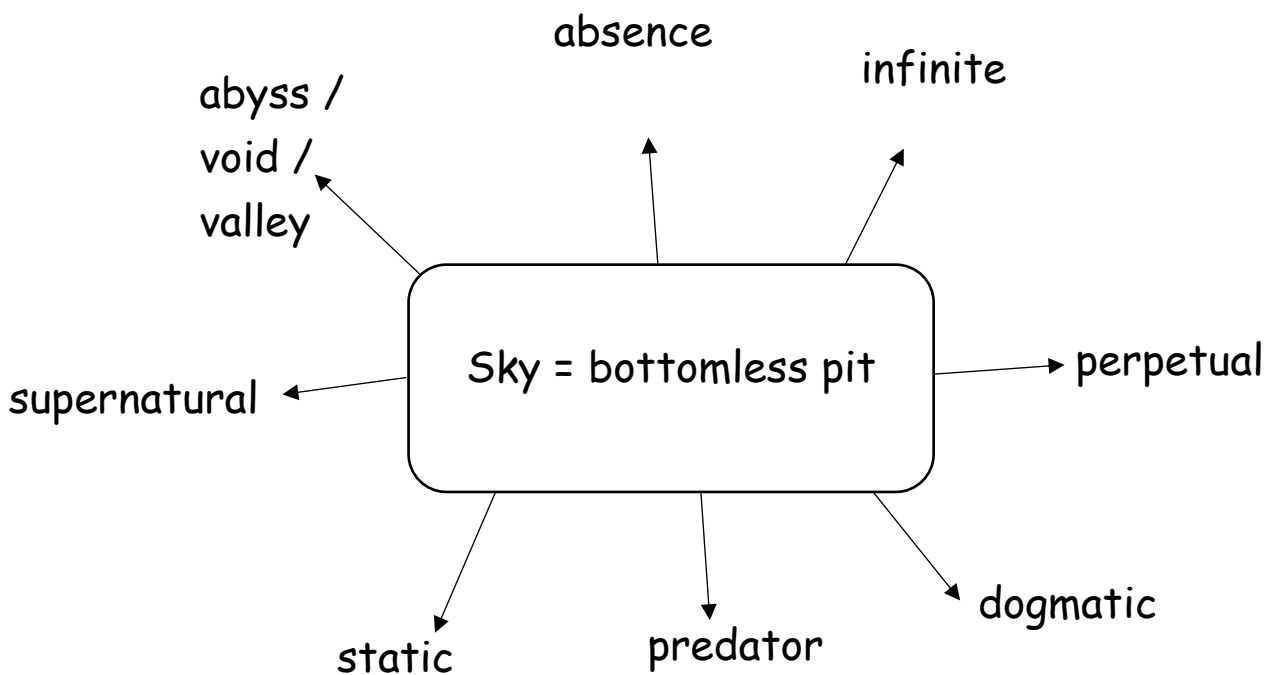 absence
infinite
abyss /
void /
valley
Sky = bottomless pit
perpetual
supernatural
dogmatic
predator
static